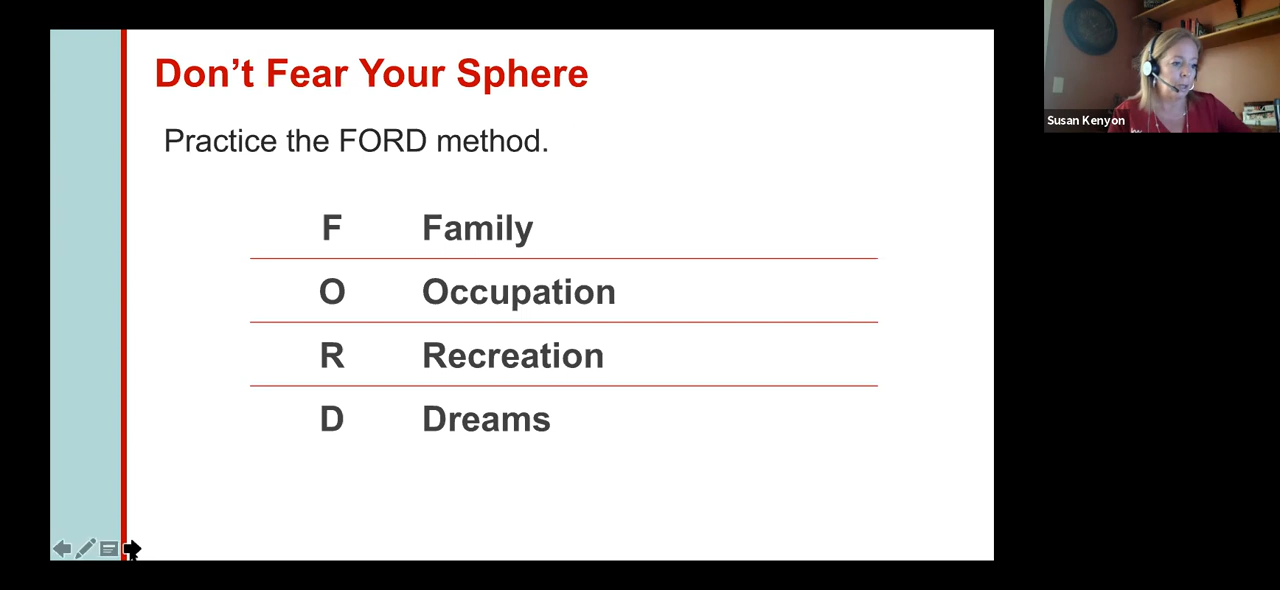 Don’t Fear Your Sphere
Practice the FORD method.
F Family
O Occupation
R Recreation
D Dreams
Susan Kenyon